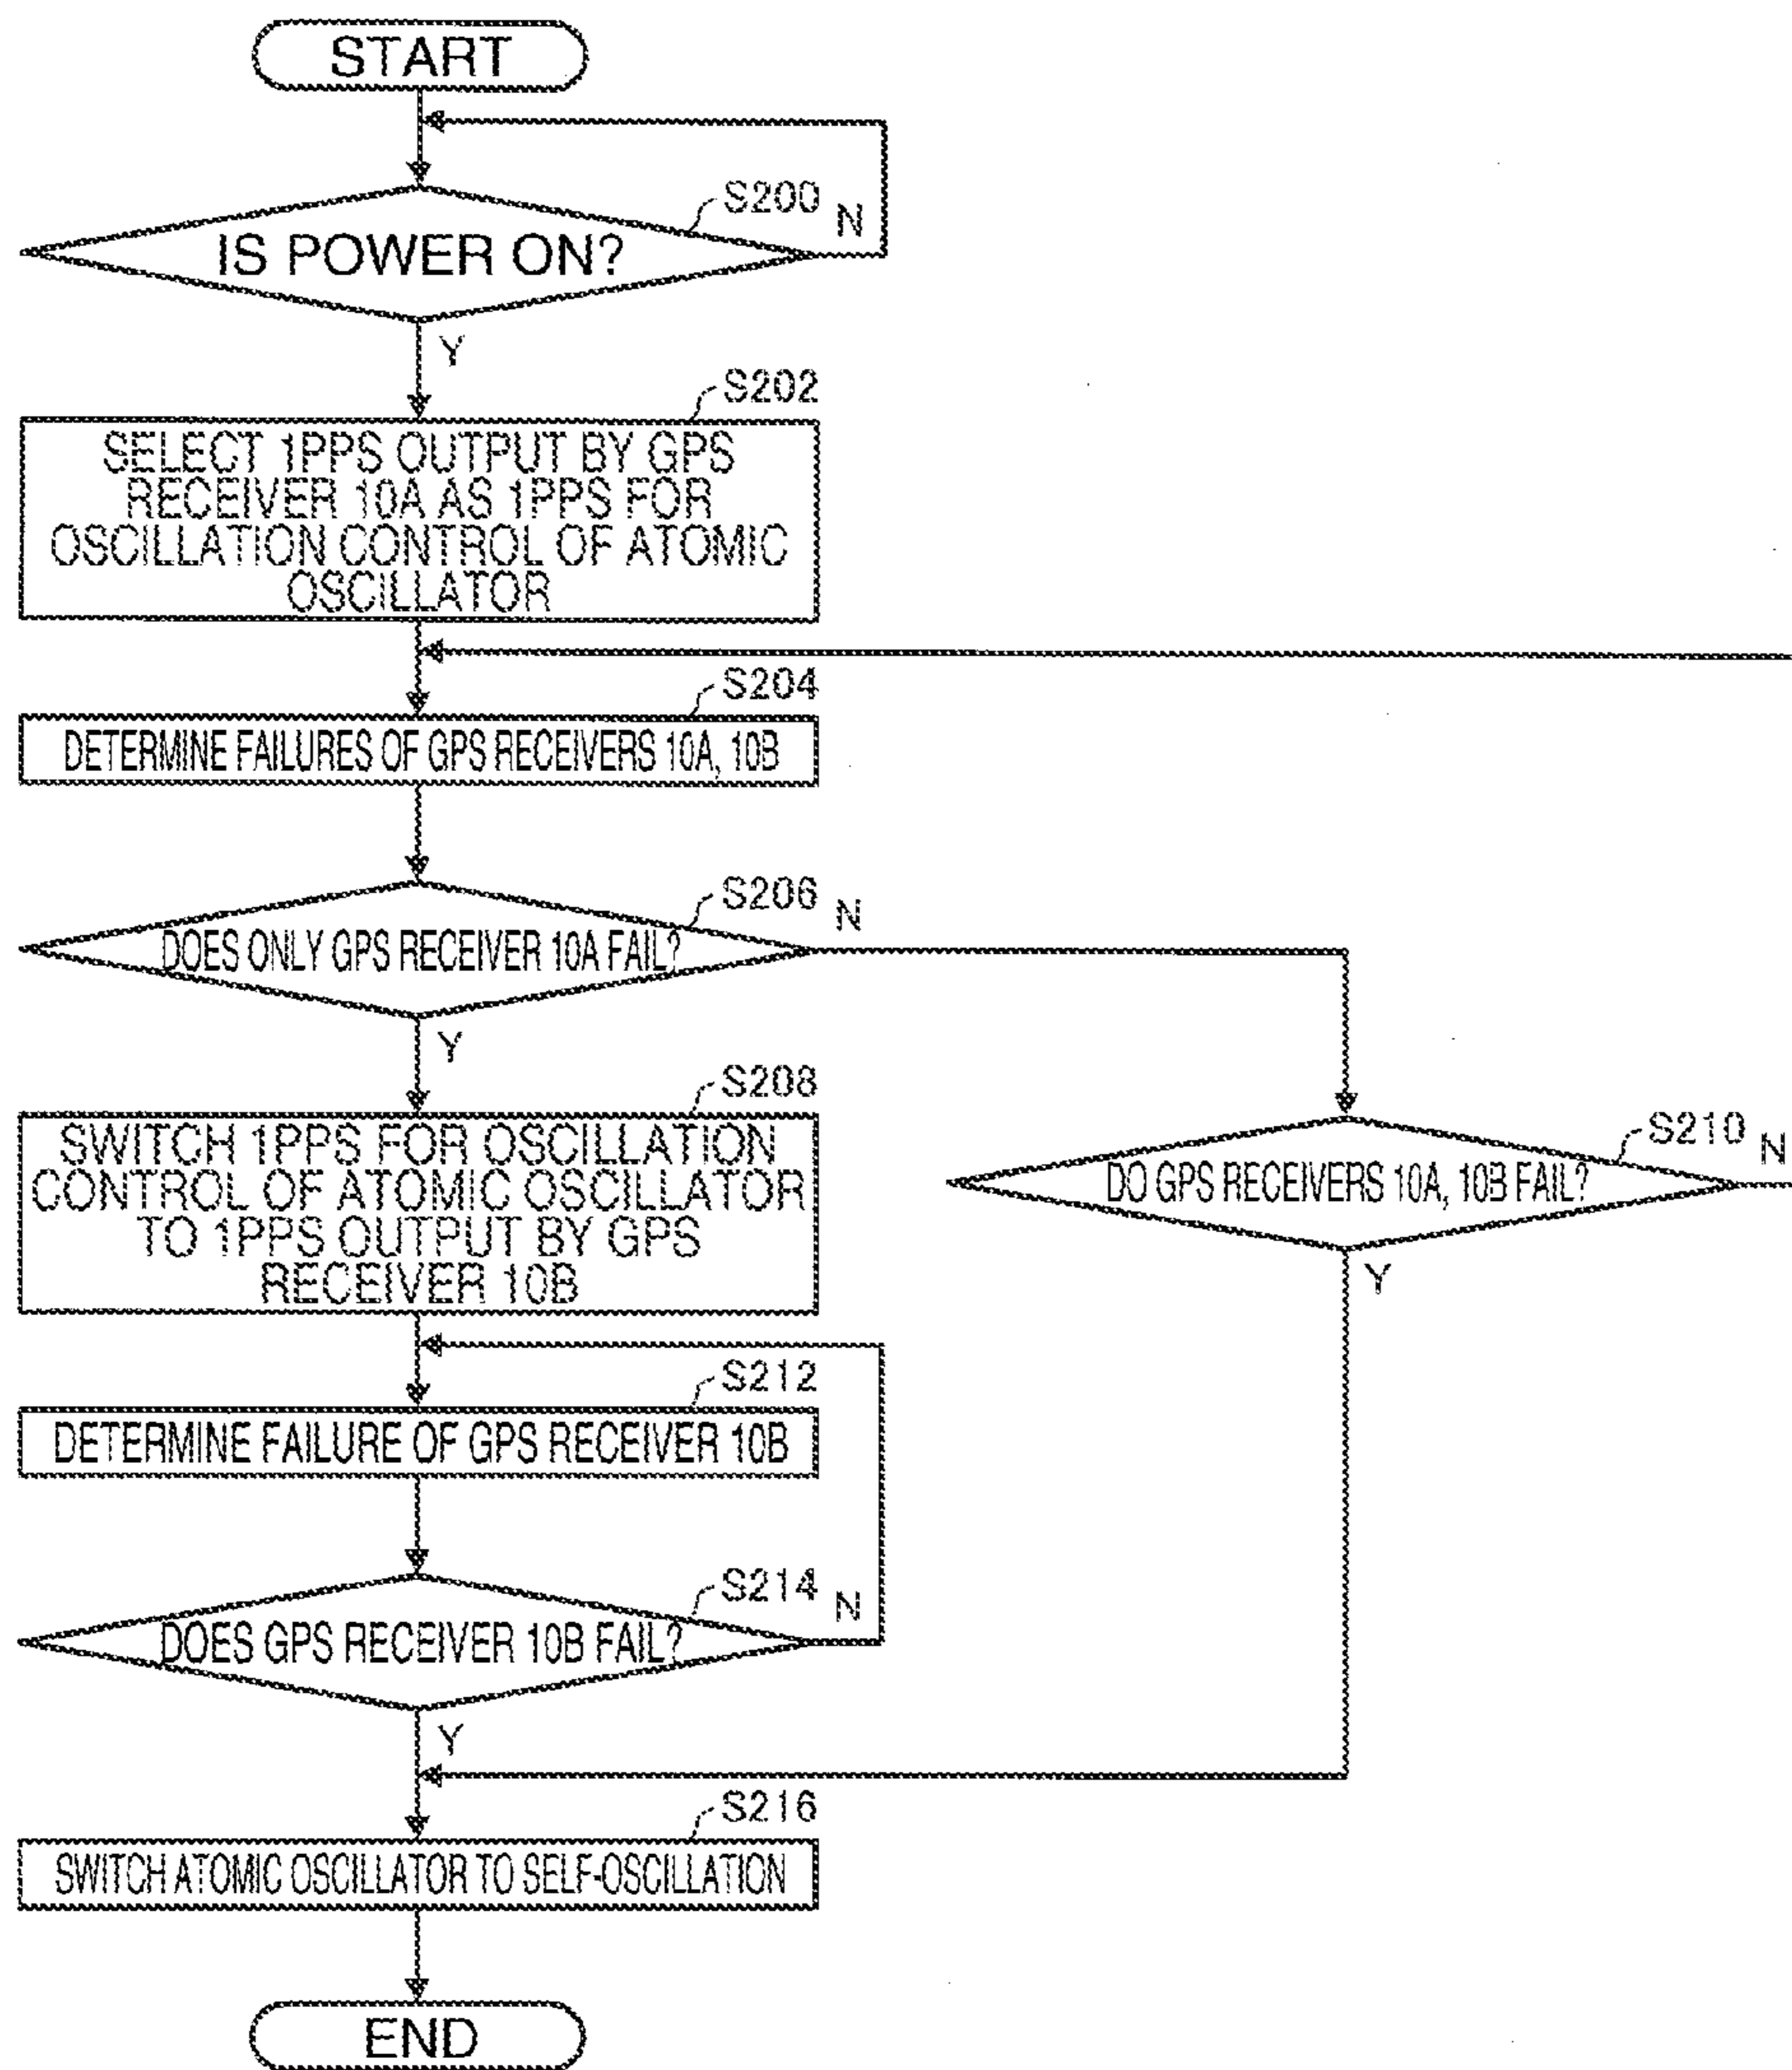 START
S200
N
IS POWER ON?
Y
S202
SELECT 1PPS OUTPUT BY GPS
RECEIVER 10A AS 1PPS FOR
OSCILLATION CONTROL OF ATOMIC
OSCILLATOR
S204
DETERMINE FAILURES OF GPS RECEIVERS 10A, 10B
S206
N
DOES ONLY GPS RECEIVER 10A FAIL?
Y
S208
SWITCH 1PPS FOR OSCILLATION
CONTROL OF ATOMIC OSCILLATOR
TO 1PPS OUTPUT BY GPS
RECEIVER 10B
S210
N
DO GPS RECEIVERS 10A, 10B FAIL?
Y
S212
DETERMINE FAILURE OF GPS RECEIVER 10B
S214
N
DOES GPS RECEIVER 10B FAIL?
Y
S216
SWITCH ATOMIC OSCILLATOR TO SELF-OSCILLATION
END